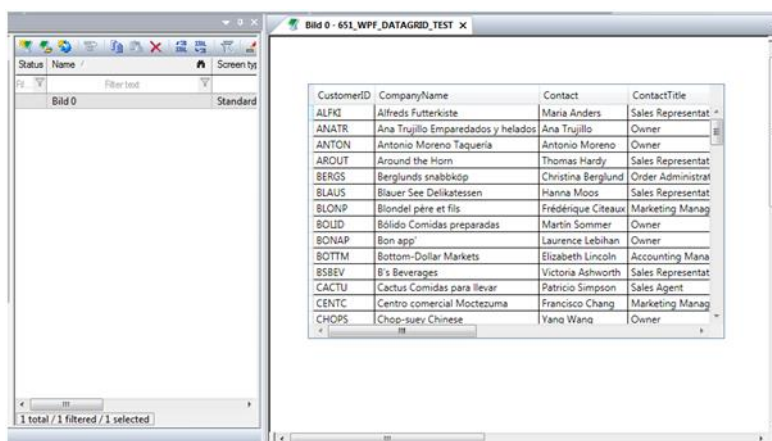 Bild 0 - 651_WPF_DATAGRID_TEST
Status Name Screen typ
Filter text
Bild 0 Standard
CustomerID CompanyName Contact ContactTitle
ALFKI Alfreds Futterkiste Maria Anders Sales Representat
ANATR Ana Trujillo Emparedados y helados Ana Trujillo Owner
ANTON Antonio Moreno Taquería Antonio Moreno Owner
AROUT Around the Horn Thomas Hardy Sales Representat
BERGS Berglunds snabbköp Christina Berglund Order Administrat
BLAUS Blauer See Delikatessen Hanna Moos Sales Representat
BLONP Blondel père et fils Frédérique Citeaux Marketing Manag
BOLID Bólido Comidas preparadas Martín Sommer Owner
BONAP Bon app' Laurence Lebihan Owner
BOTTM Bottom-Dollar Markets Elizabeth Lincoln Accounting Mana
BSBEV B's Beverages Victoria Ashworth Sales Representat
CACTU Cactus Comidas para llevar Patricio Simpson Sales Agent
CENTC Centro comercial Moctezuma Francisco Chang Marketing Manag
CHOPS Chop-suey Chinese Yang Wang Owner
1 total / 1 filtered / 1 selected